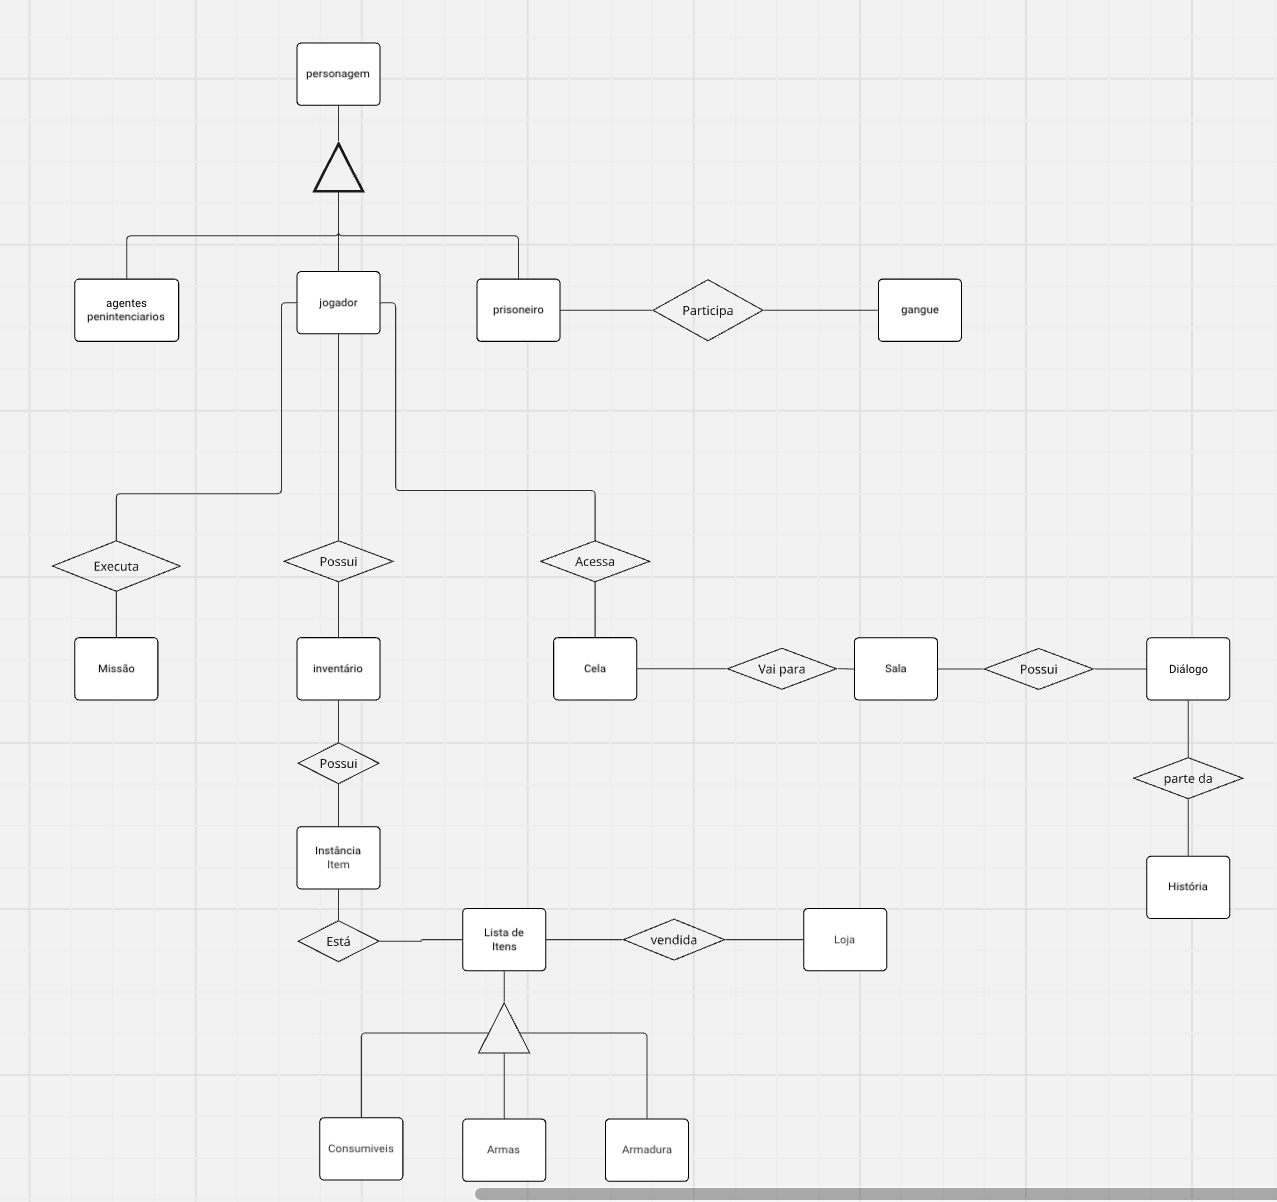 personagem
agentes
penintenciarios
jogador
prisoneiro
Participa
gangue
Executa
Possui
Acessa
Missão
inventário
Cela
Vai para
Sala
Possui
Diálogo
Possui
parte da
Instância
Item
História
Está
Lista de
Itens
vendida
Loja
Consumiveis
Armas
Armadura